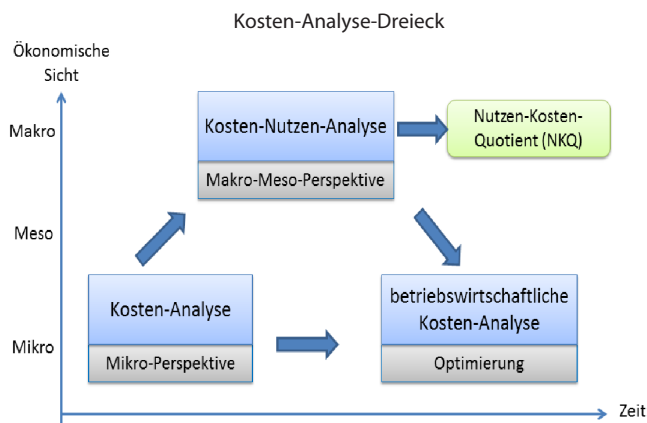 Kosten-Analyse-Dreieck
Ökonomische
Sicht
Makro
Kosten-Nutzen-Analyse
Makro-Meso-Perspektive
Nutzen-Kosten-
Quotient (NKQ)
Meso
Mikro
Kosten-Analyse
Mikro-Perspektive
betriebswirtschaftliche
Kosten-Analyse
Optimierung
Zeit